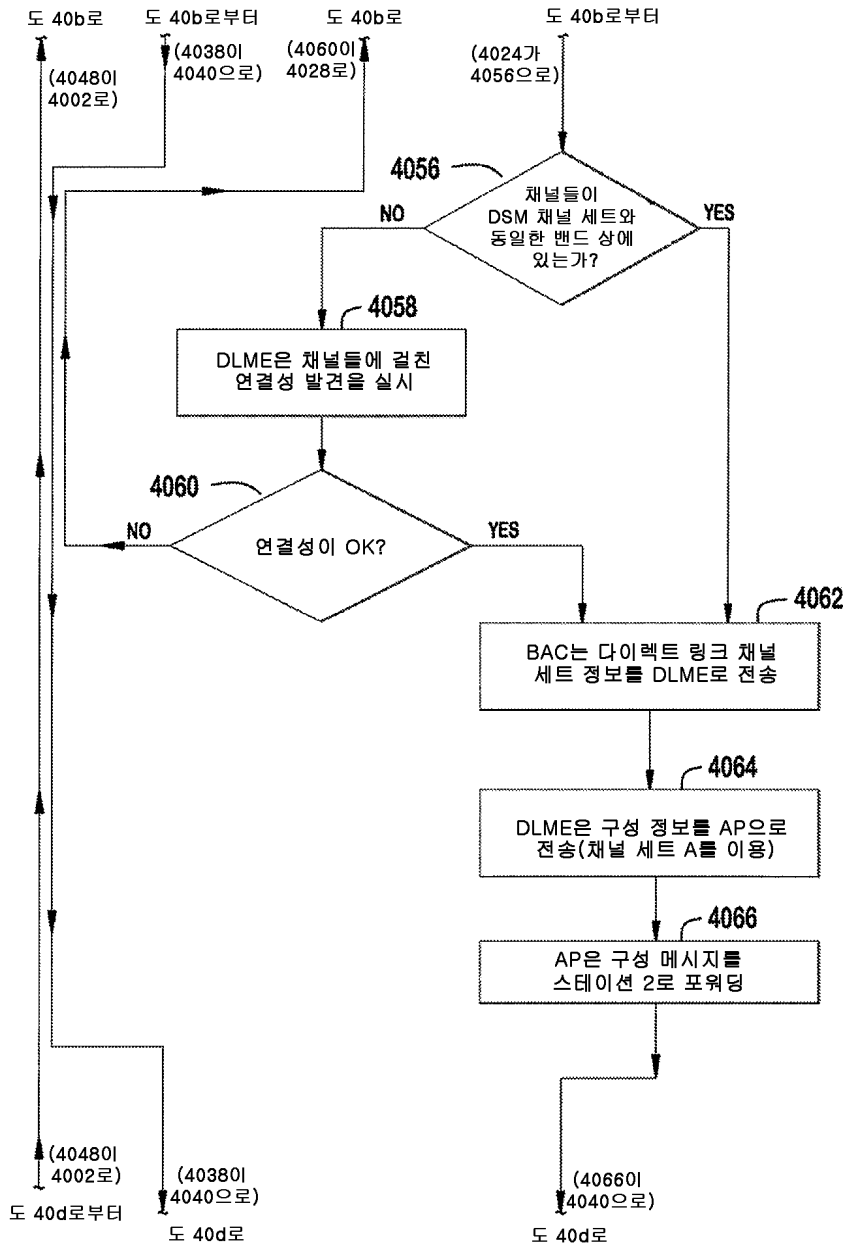 도 40b로
도 40b로부터
도 40b로
도 40b로부터
(4048이
4002로)
(4038이
4040으로)
(4060이
4028로)
(4024가
4056으로)
4056
채널들이
DSM 채널 세트와
동일한 밴드 상에
있는가?
NO
YES
4058
DLME은 채널들에 걸친
연결성 발견을 실시
4060
연결성이 OK?
NO
YES
4062
BAC는 다이렉트 링크 채널
세트 정보를 DLME로 전송
4064
DLME은 구성 정보를 AP으로
전송(채널 세트 A를 이용)
4066
AP은 구성 메시지를
스테이션 2로 포워딩
(4048이
4002로)
도 40d로부터
(4038이
4040으로)
도 40d로
(4066이
4040으로)
도 40d로